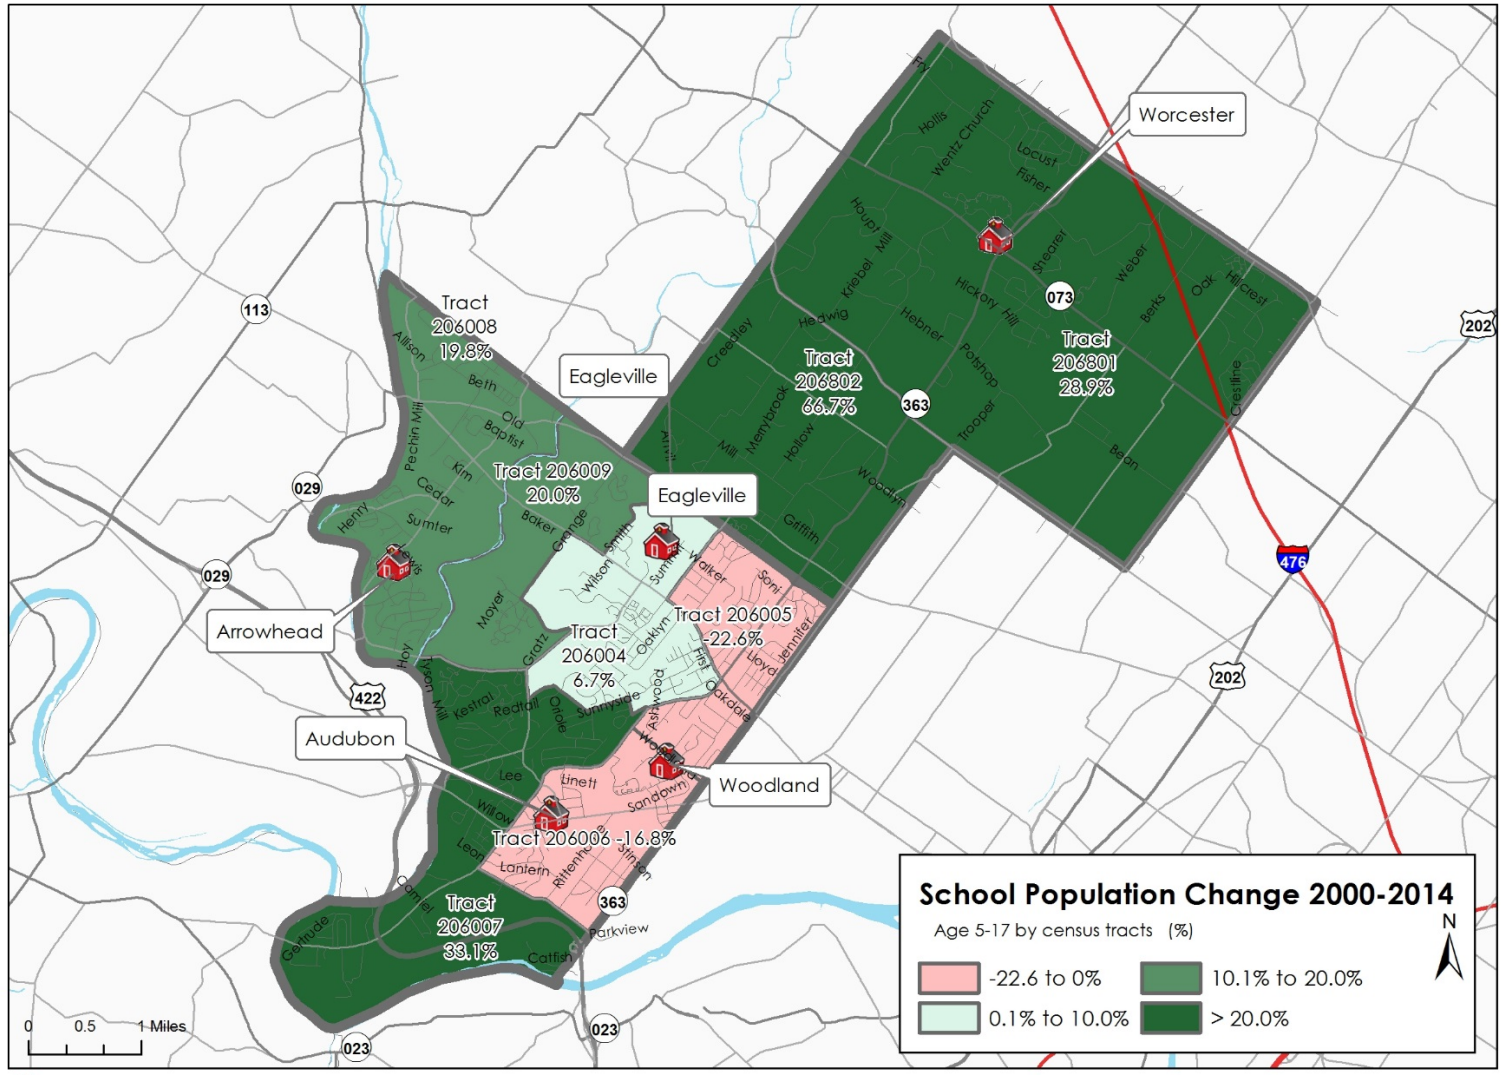 Worcester
Fry
Hollis
Wentz Church
Locust
Fisher
Houpt
Mill
Kriebel
Shearer
Weber
Oak
Hillcrest
Berks
Hickory Hill
073
Hedwig
Hebner
Creedley
Potshop
Tract
206801
28.9%
Tract
206802
66.7%
363
Trooper
Crestline
Merrybrook
Hollow
Mill
Anvil
Bean
Woodlyn
Griffith
202
113
Tract
206008
19.8%
Allison
Beth
Eagleville
Old
Baptist
Pechin Mill
Kim
Tract 206009
20.0%
Cedar
029
Henry
Sumter
Baker
Grange
Eagleville
Smith
Wilson
Summit
Walker
Soni
Lewis
029
476
Arrowhead
Moyer
Gratz
Tract
206004
6.7%
Oaklyn
Tract 206005
-22.6%
Jennifer
Lloyd
First
Hoy
Tyson
Mill
422
202
Kestral
Redtail
Oriole
Sunnyside
Ashwood
Oakdale
Audubon
Woodland
Lee
Linett
Sandown
Willow
Tract 206006 -16.8%
Leon
Lantern
Stinson
Tract
206007
33.1%
363
Parkview
Gertrude
Catfish
023
023
0 0.5 1 Miles
School Population Change 2000-2014
Age 5-17 by census tracts (%)
N
-22.6 to 0%
10.1% to 20.0%
0.1% to 10.0%
> 20.0%